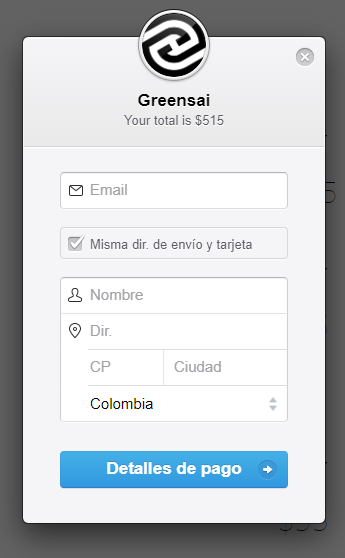 Greensai
Your total is $515
Email
Misma dir. de envío y tarjeta
Nombre
Dir.
CP Ciudad
Colombia
Detalles de pago